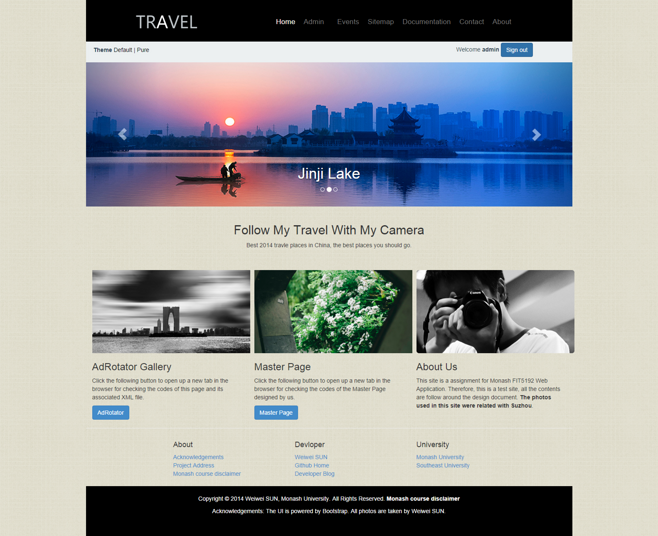 TRAVEL
Home Admin Events Sitemap Documentation Contact About
Theme Default | Pure
Welcome admin Sign out
Jinji Lake
Follow My Travel With My Camera
Best 2014 travle places in China, the best places you should go.
Canon
AdRotator Gallery
Click the following button to open up a new tab in the
browser for checking the codes of this page and its
associated XML file.
AdRotator
Master Page
Click the following button to open up a new tab in the
browser for checking the codes of the Master Page
designed by us.
Master Page
About Us
This site is a assignment for Monash FIT5192 Web
Application. Therefore, this is a test site, all the contents
are follow around the design document. The photos
used in this site were related with Suzhou.
About
Acknowledgements
Project Address
Monash course disclaimer
Devloper
Weiwei SUN
Github Home
Developer Blog
University
Monash University
Southeast University
Copyright © 2014 Weiwei SUN, Monash University. All Rights Reserved. Monash course disclaimer
Acknowledgements: The UI is powered by Bootstrap. All photos are taken by Weiwei SUN.